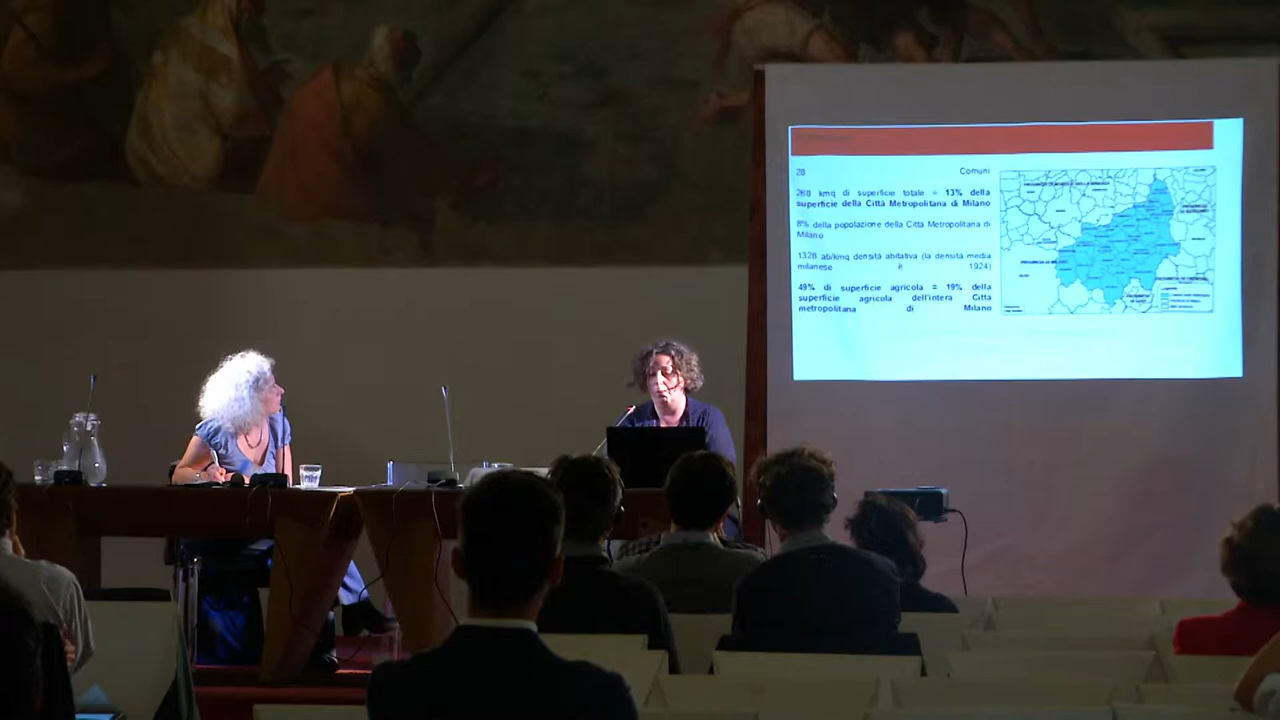 28 Comuni
268 kmq di superficie totale = 13% della
superficie della Città Metropolitana di Milano
8% della popolazione della Città Metropolitana di
Milano
1328 ab/kmq densità abitativa (la densità media
milanese è 1924)
49% di superficie agricola = 19% della
superficie agricola dell'intera Città
metropolitana di Milano